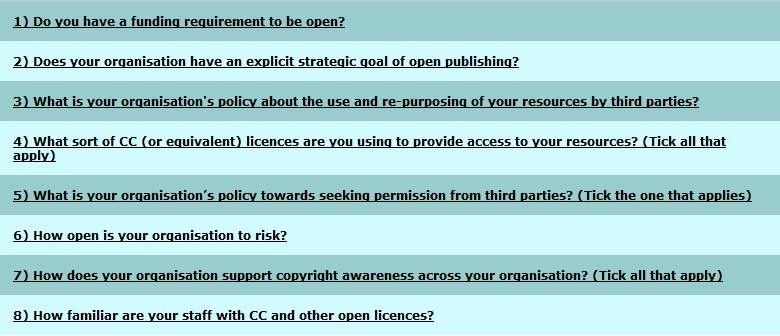 1) Do you have a funding requirement to be open?
2) Does your organisation have an explicit strategic goal of open publishing?
3) What is your organisation's policy about the use and re-purposing of your resources by third parties?
4) What sort of CC (or equivalent) licences are you using to provide access to your resources? (Tick all that
apply)
5) What is your organisation’s policy towards seeking permission from third parties? (Tick the one that applies)
6) How open is your organisation to risk?
7) How does your organisation support copyright awareness across your organisation? (Tick all that apply)
8) How familiar are your staff with CC and other open licences?